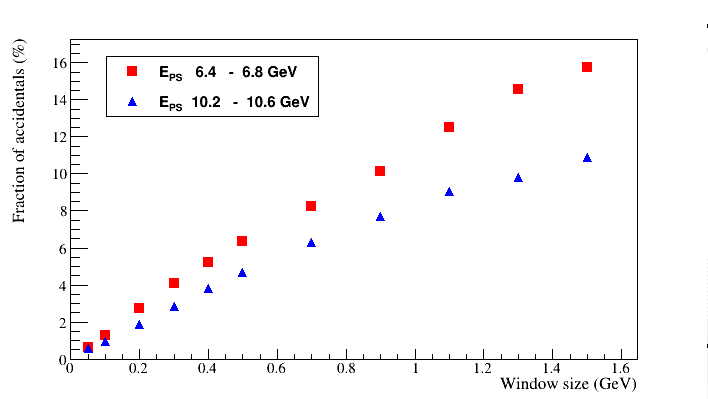 Fraction of accidentals (%)
16
14
12
10
8
6
4
2
0
E_PS 6.4 - 6.8 GeV
E_PS 10.2 - 10.6 GeV
0 0.2 0.4 0.6 0.8 1 1.2 1.4 1.6
Window size (GeV)